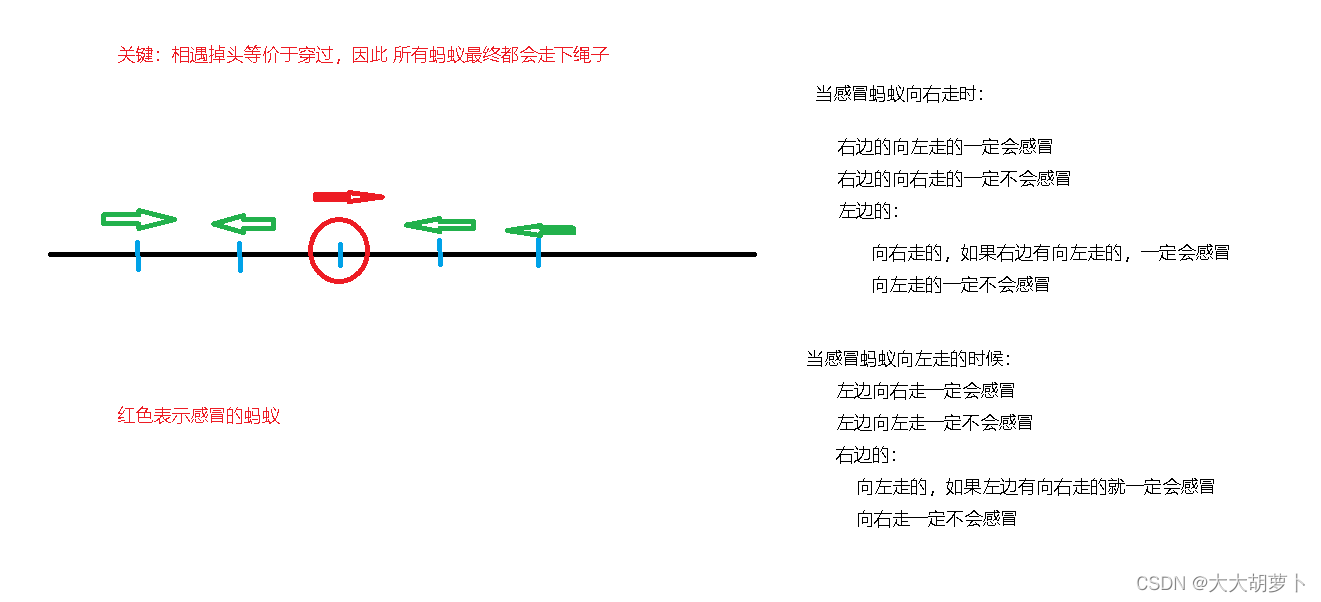 关键：相遇掉头等价于穿过，因此 所有蚂蚁最终都会走下绳子
当感冒蚂蚁向右走时：
右边的向左走的一定会感冒
右边的向右走的一定不会感冒
左边的：
向右走的，如果右边有向左走的，一定会感冒
向左走的一定不会感冒
当感冒蚂蚁向左走的时候：
左边向右走一定会感冒
左边向左走一定不会感冒
右边的：
向左走的，如果左边有向右走的就一定会感冒
向右走一定不会感冒
红色表示感冒的蚂蚁
CSDN @大大胡萝卜